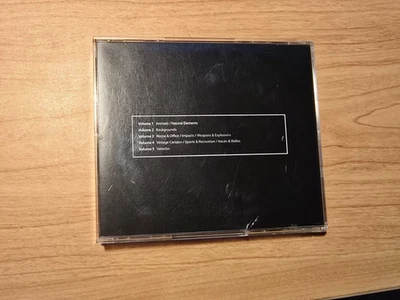 Volume 1 Animals / Natural Elements
Volume 2 Backgrounds
Volume 3 House & Office / Impacts / Weapons & Explosions
Volume 4 Vintage Cartoon / Sports & Recreation / Voices & Wallas
Volume 5 Vehicles